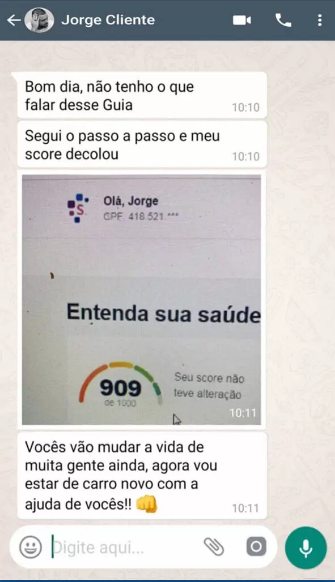 Jorge Cliente
Bom dia, não tenho o que
falar desse Guia
10:10
Segui o passo a passo e meu
score decolou
10:10
S
Olá, Jorge
CPF 418.521.***
Entenda sua saúde
909
de 1000
Seu score não
teve alteração
10:11
Vocês vão mudar a vida de
muita gente ainda, agora vou
estar de carro novo com a
ajuda de vocês!! 👊
10:11
Digite aqui...